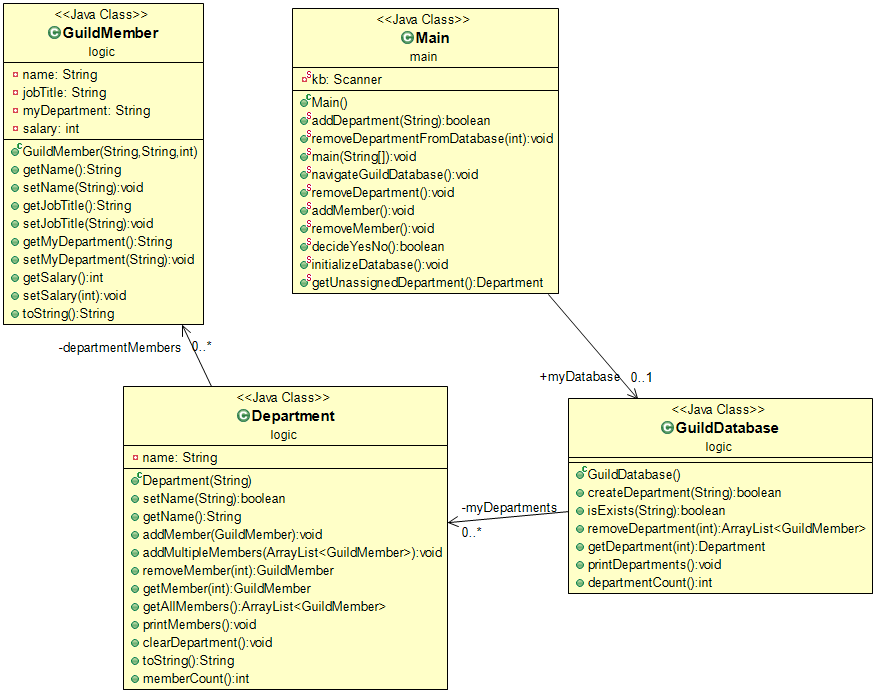 <<Java Class>>
GuildMember
logic
name: String
jobTitle: String
myDepartment: String
salary: int
GuildMember(String,String,int)
getName():String
setName(String):void
getJobTitle():String
setJobTitle(String):void
getMyDepartment():String
setMyDepartment(String):void
getSalary():int
setSalary(int):void
toString():String
<<Java Class>>
Main
main
kb: Scanner
Main()
addDepartment(String):boolean
removeDepartmentFromDatabase(int):void
main(String[]):void
navigateGuildDatabase():void
removeDepartment():void
addMember():void
removeMember():void
decideYesNo():boolean
initializeDatabase():void
getUnassignedDepartment():Department
-departmentMembers 0..*
+myDatabase 0..1
<<Java Class>>
Department
logic
name: String
Department(String)
setName(String):boolean
getName():String
addMember(GuildMember):void
addMultipleMembers(ArrayList<GuildMember>):void
removeMember(int):GuildMember
getMember(int):GuildMember
getAllMembers():ArrayList<GuildMember>
printMembers():void
clearDepartment():void
toString():String
memberCount():int
-myDepartments
0..*
<<Java Class>>
GuildDatabase
logic
GuildDatabase()
createDepartment(String):boolean
isExists(String):boolean
removeDepartment(int):ArrayList<GuildMember>
getDepartment(int):Department
printDepartments():void
departmentCount():int